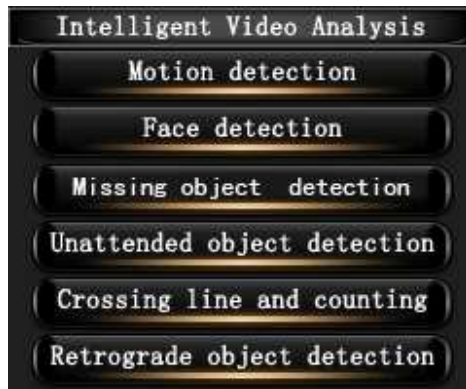 Intelligent Video Analysis
Motion detection
Face detection
Missing object detection
Unattended object detection
Crossing line and counting
Retrograde object detection